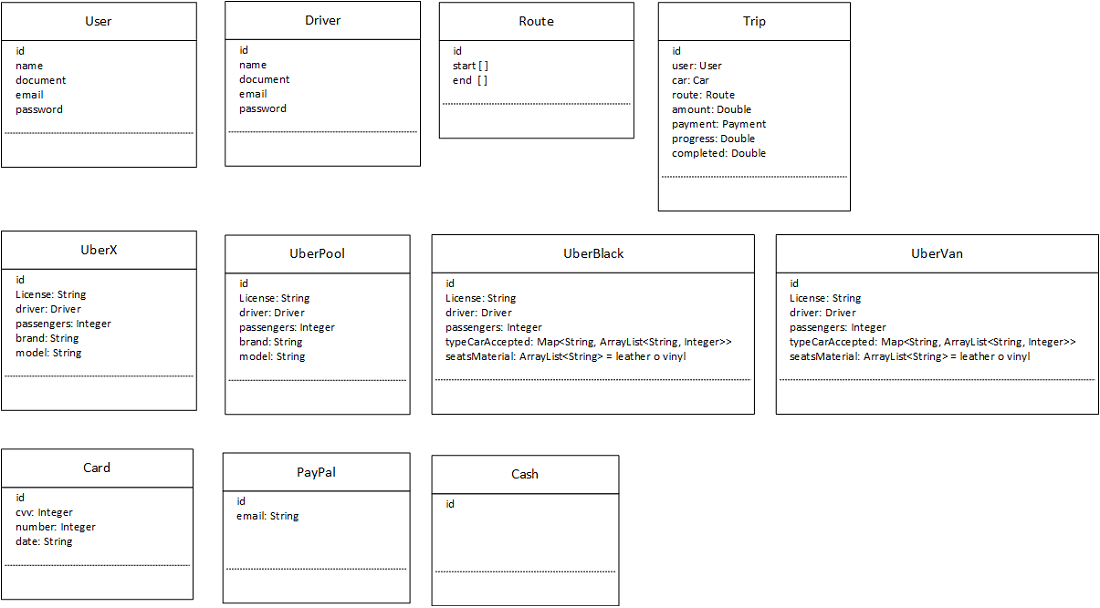 User
id
name
document
email
password
Driver
id
name
document
email
password
Route
id
start [ ]
end [ ]
Trip
id
user: User
car: Car
route: Route
amount: Double
payment: Payment
progress: Double
completed: Double
UberX
id
License: String
driver: Driver
passengers: Integer
brand: String
model: String
UberPool
id
License: String
driver: Driver
passengers: Integer
brand: String
model: String
UberBlack
id
License: String
driver: Driver
passengers: Integer
typeCarAccepted: Map<String, ArrayList<String, Integer>>
seatsMaterial: ArrayList<String> = leather o vinyl
UberVan
id
License: String
driver: Driver
passengers: Integer
typeCarAccepted: Map<String, ArrayList<String, Integer>>
seatsMaterial: ArrayList<String> = leather o vinyl
Card
id
cvv: Integer
number: Integer
date: String
PayPal
id
email: String
Cash
id